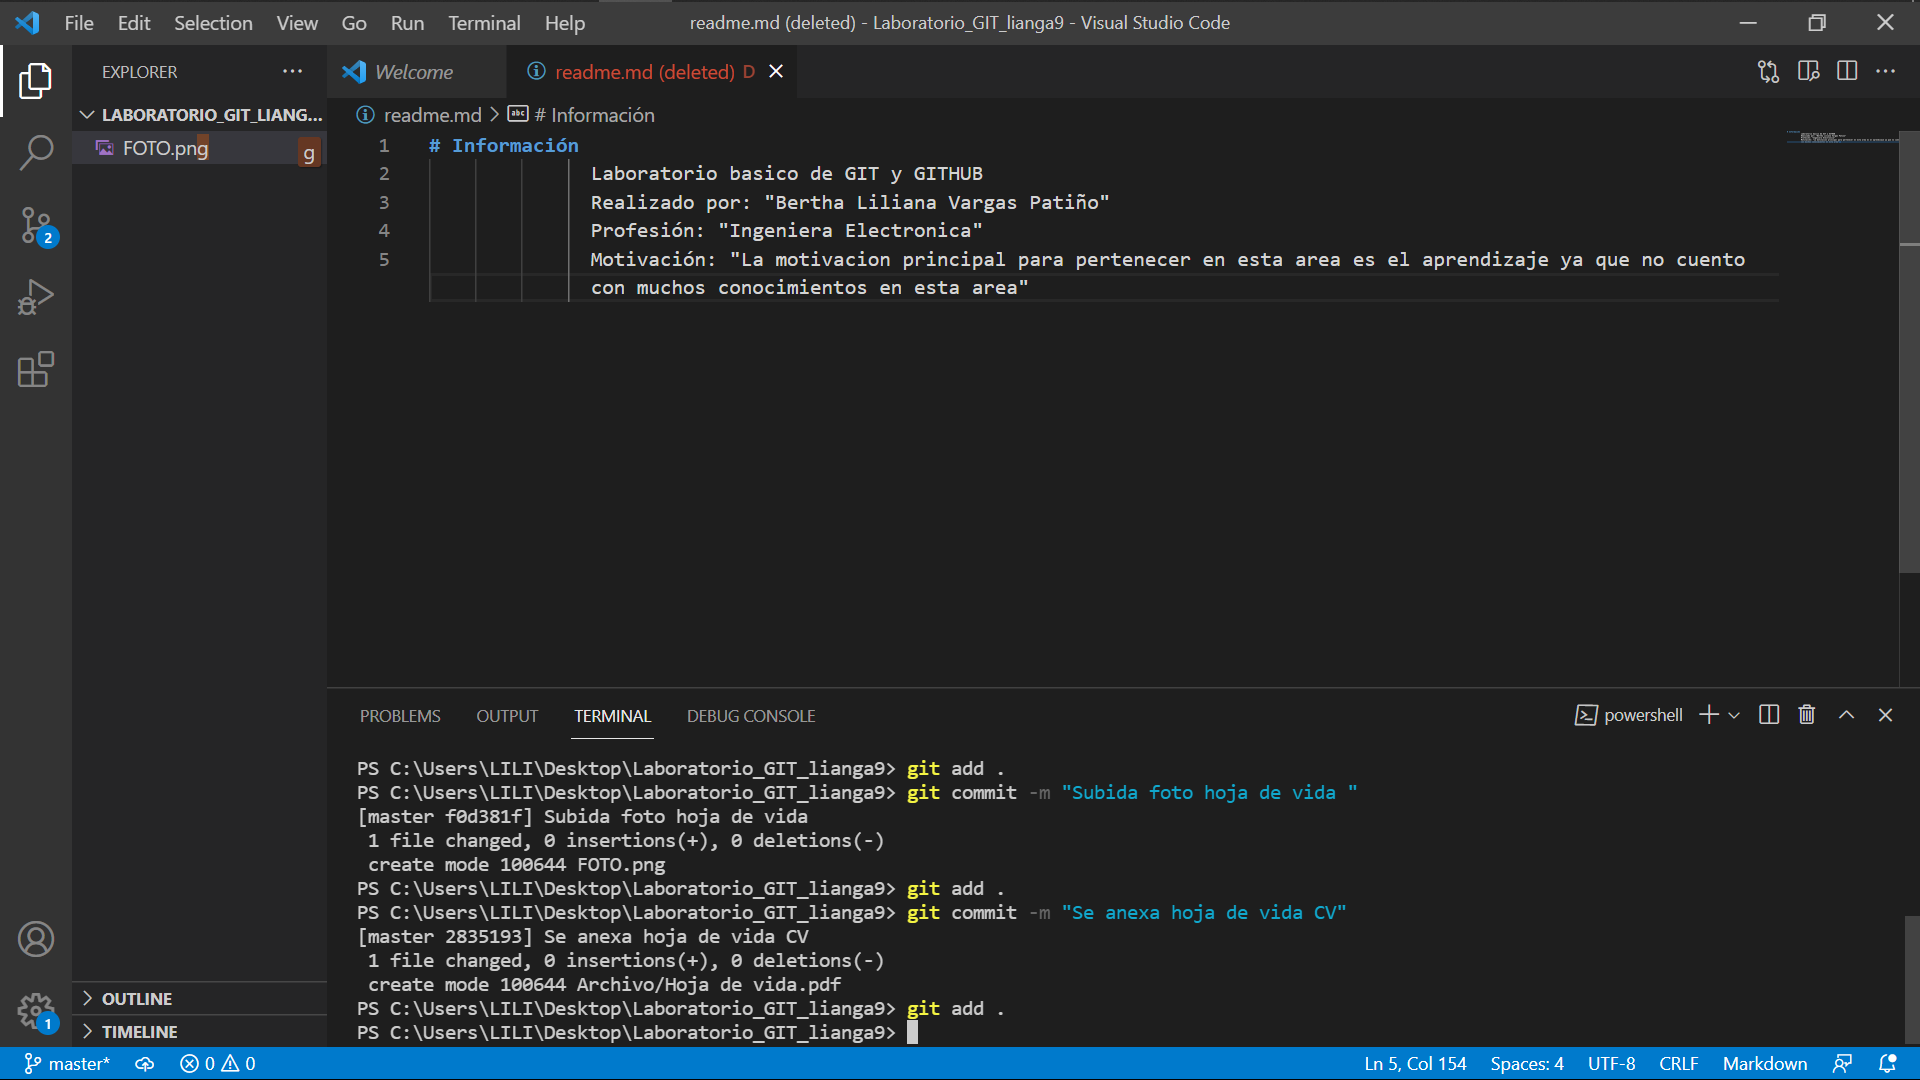 File Edit Selection View Go Run Terminal Help
readme.md (deleted) - Laboratorio_GIT_lianga9 - Visual Studio Code
EXPLORER
LABORATORIO_GIT_LIANG...
FOTO.png
g
2
Welcome
readme.md (deleted) D
readme.md > # Información
1 # Información
2 Laboratorio basico de GIT y GITHUB
3 Realizado por: "Bertha Liliana Vargas Patiño"
4 Profesión: "Ingeniera Electronica"
5 Motivación: "La motivacion principal para pertenecer en esta area es el aprendizaje ya que no cuento
con muchos conocimientos en esta area"
PROBLEMS OUTPUT TERMINAL DEBUG CONSOLE
powershell
PS C:\Users\LILI\Desktop\Laboratorio_GIT_lianga9> git add .
PS C:\Users\LILI\Desktop\Laboratorio_GIT_lianga9> git commit -m "Subida foto hoja de vida "
[master f0d381f] Subida foto hoja de vida
1 file changed, 0 insertions(+), 0 deletions(-)
create mode 100644 FOTO.png
PS C:\Users\LILI\Desktop\Laboratorio_GIT_lianga9> git add .
PS C:\Users\LILI\Desktop\Laboratorio_GIT_lianga9> git commit -m "Se anexa hoja de vida CV"
[master 2835193] Se anexa hoja de vida CV
1 file changed, 0 insertions(+), 0 deletions(-)
create mode 100644 Archivo/Hoja de vida.pdf
PS C:\Users\LILI\Desktop\Laboratorio_GIT_lianga9> git add .
PS C:\Users\LILI\Desktop\Laboratorio_GIT_lianga9>
OUTLINE
TIMELINE
1
master* 0 0
Ln 5, Col 154 Spaces: 4 UTF-8 CRLF Markdown